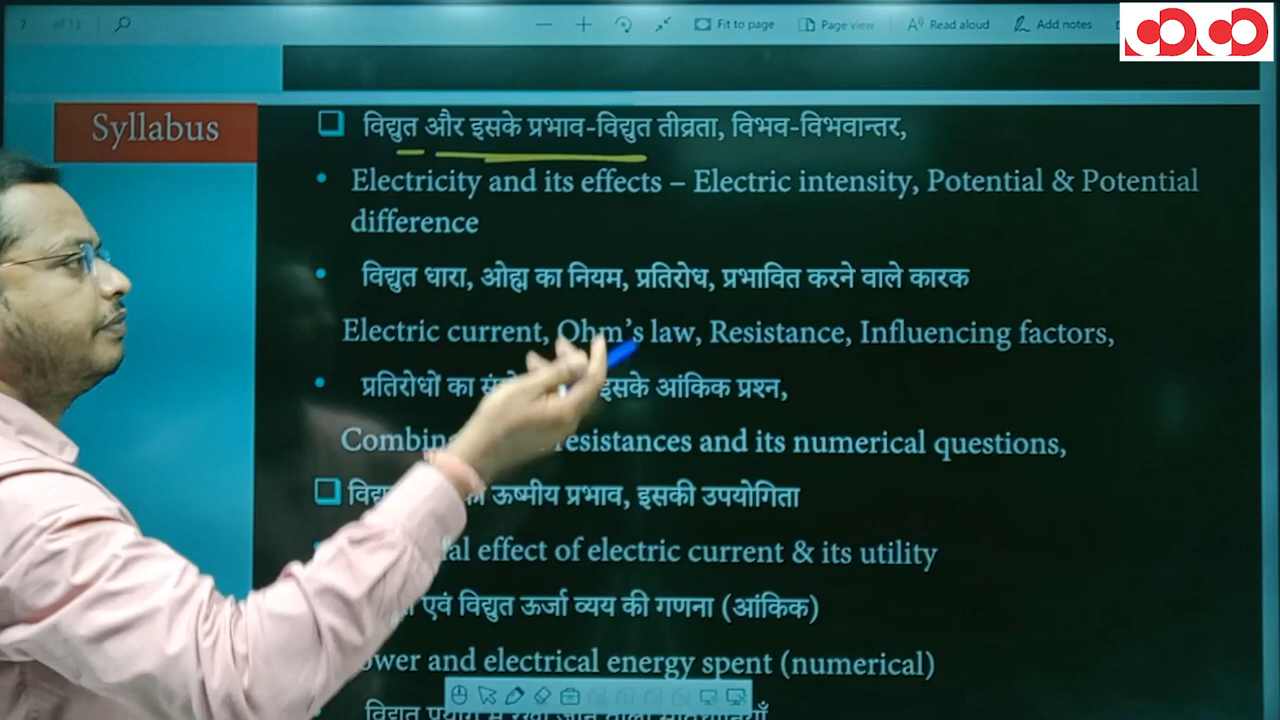 7 of 13 Fit to page Page view Read aloud Add notes
Syllabus
विद्युत और इसके प्रभाव-विद्युत तीव्रता, विभव-विभवान्तर,
Electricity and its effects – Electric intensity, Potential & Potential
difference
विद्युत धारा, ओह्म का नियम, प्रतिरोध, प्रभावित करने वाले कारक
Electric current, Ohm's law, Resistance, Influencing factors,
प्रतिरोधों का इसके आंकिक प्रश्न,
resistances and its numerical questions,
ऊष्मीय प्रभाव, इसकी उपयोगिता
effect of electric current & its utility
एवं विद्युत ऊर्जा व्यय की गणना (आंकिक)
and electrical energy spent (numerical)